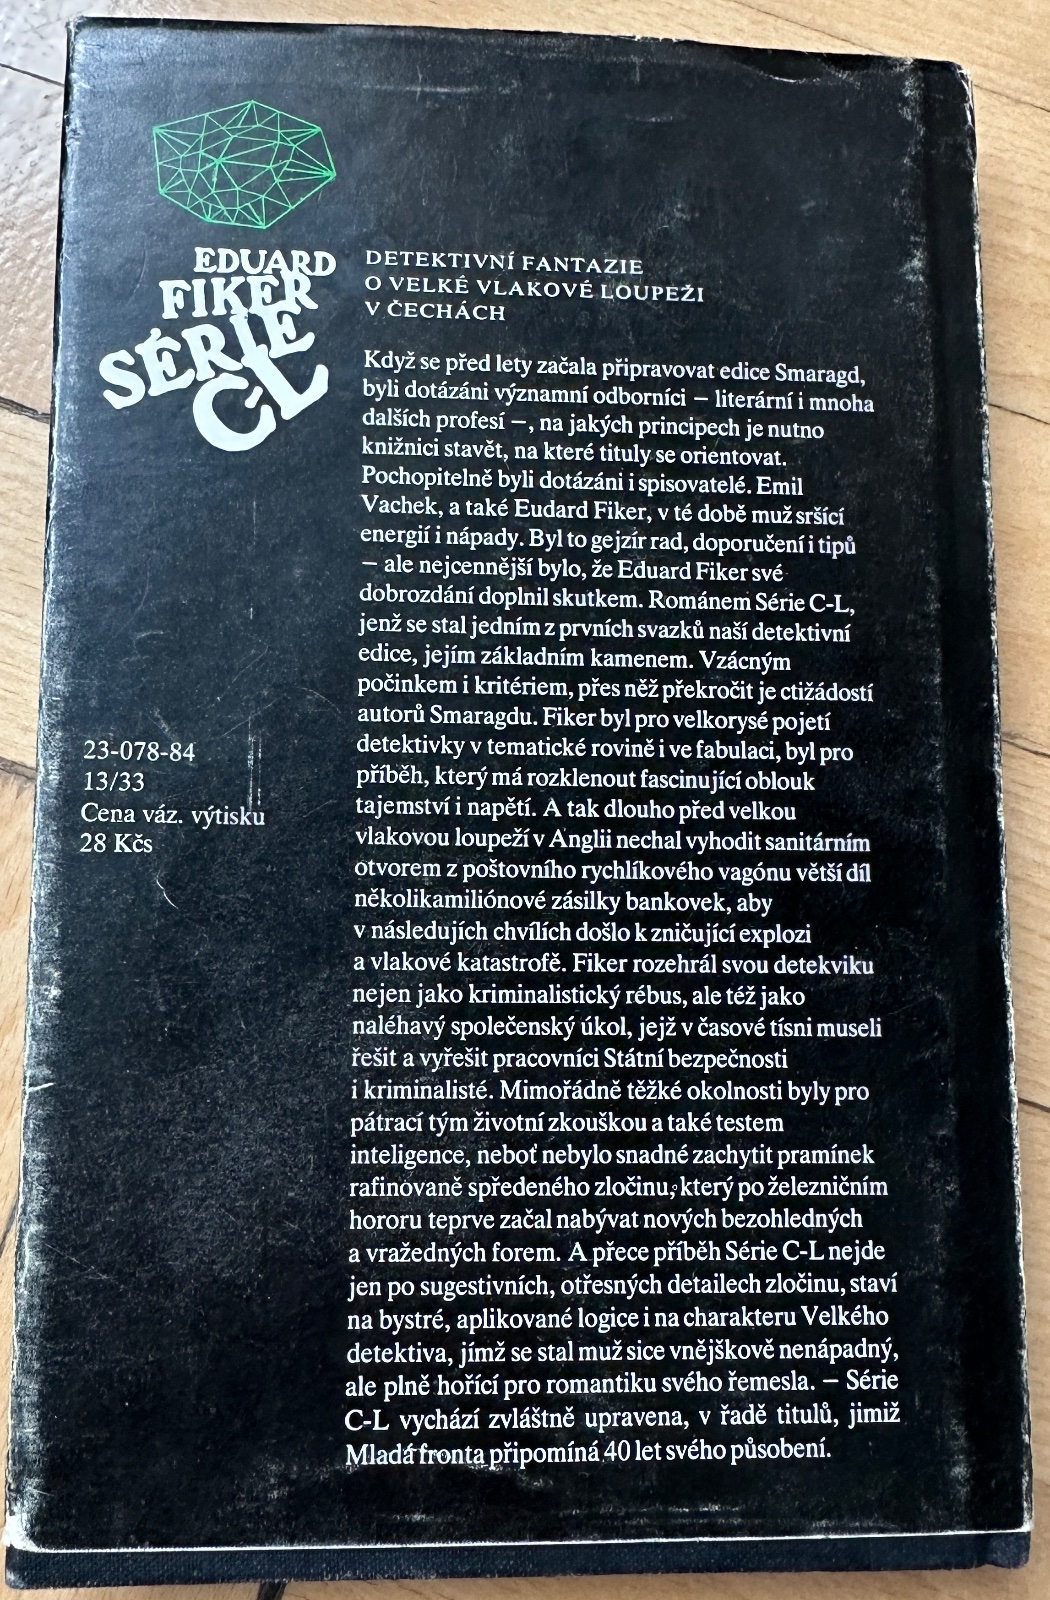 EDUARD
FIKER
SÉRIE
C-L
DETEKTIVNÍ FANTAZIE
O VELKÉ VLAKOVÉ LOUPEŽI
V ČECHÁCH
Když se před lety začala připravovat edice Smaragd,
byli dotázáni významní odborníci – literární i mnoha
dalších profesí –, na jakých principech je nutno
knižnici stavět, na které tituly se orientovat.
Pochopitelně byli dotázáni i spisovatelé. Emil
Vachek, a také Eudard Fiker, v té době muž sršící
energií i nápady. Byl to gejzír rad, doporučení i tipů
– ale nejcennější bylo, že Eduard Fiker své
dobrozdání doplnil skutkem. Románem Série C-L,
jenž se stal jedním z prvních svazků naší detektivní
edice, jejím základním kamenem. Vzácným
počinkem i kritériem, přes něž překročit je ctižádostí
autorů Smaragdu. Fiker byl pro velkorysé pojetí
detektivky v tematické rovině i ve fabulaci, byl pro
příběh, který má rozklenout fascinující oblouk
tajemství i napětí. A tak dlouho před velkou
vlakovou loupeží v Anglii nechal vyhodit sanitárním
otvorem z poštovního rychlíkového vagónu větší díl
několikamiliónové zásilky bankovek, aby
v následujích chvílích došlo k zničující explozi
a vlakové katastrofě. Fiker rozehrál svou detekviku
nejen jako kriminalistický rébus, ale též jako
naléhavý společenský úkol, jejž v časové tísni museli
řešit a vyřešit pracovníci Státní bezpečnosti
i kriminalisté. Mimořádně těžké okolnosti byly pro
pátrací tým životní zkouškou a také testem
inteligence, neboť nebylo snadné zachytit pramínek
rafinovaně spředeného zločinu, který po železničním
hororu teprve začal nabývat nových bezohledných
a vražedných forem. A přece příběh Série C-L nejde
jen po sugestivních, otřesných detailech zločinu, staví
na bystré, aplikované logice i na charakteru Velkého
detektiva, jímž se stal muž sice vnějškově nenápadný,
ale plně hořící pro romantiku svého řemesla. – Série
C-L vychází zvláštně upravena, v řadě titulů, jimiž
Mladá fronta připomíná 40 let svého působení.
23-078-84
13/33
Cena váz. výtisku
28 Kčs